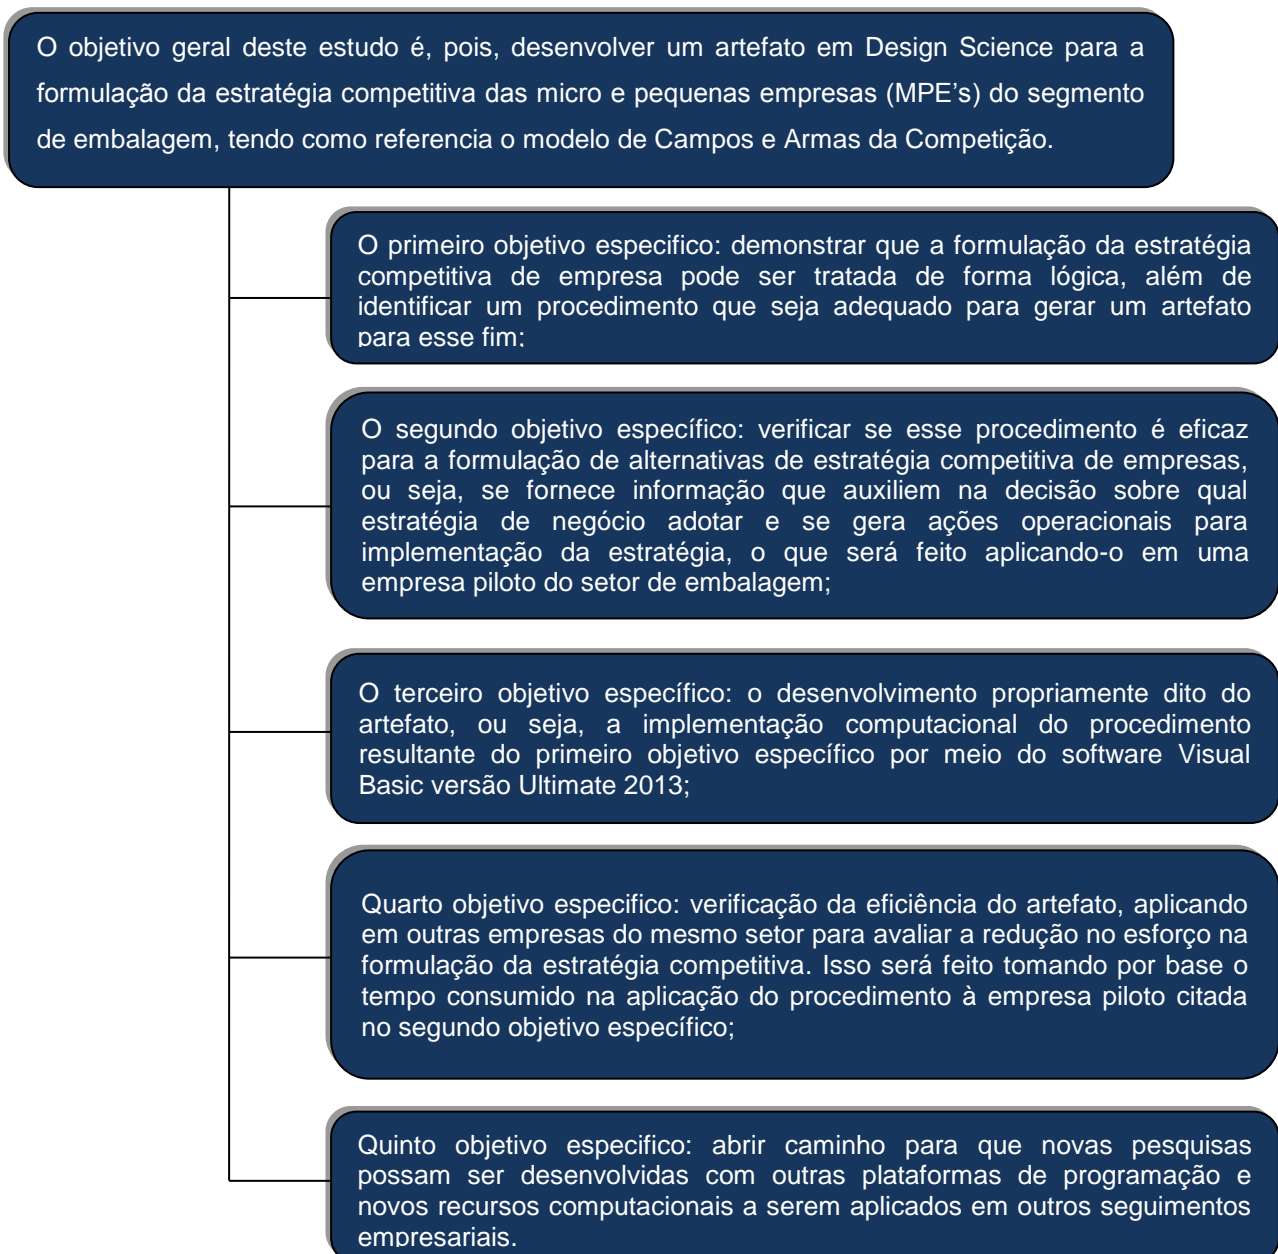 O objetivo geral deste estudo é, pois, desenvolver um artefato em Design Science para a
formulação da estratégia competitiva das micro e pequenas empresas (MPE’s) do segmento
de embalagem, tendo como referencia o modelo de Campos e Armas da Competição.
O primeiro objetivo especifico: demonstrar que a formulação da estratégia
competitiva de empresa pode ser tratada de forma lógica, além de
identificar um procedimento que seja adequado para gerar um artefato
para esse fim;
O segundo objetivo específico: verificar se esse procedimento é eficaz
para a formulação de alternativas de estratégia competitiva de empresas,
ou seja, se fornece informação que auxiliem na decisão sobre qual
estratégia de negócio adotar e se gera ações operacionais para
implementação da estratégia, o que será feito aplicando-o em uma
empresa piloto do setor de embalagem;
O terceiro objetivo específico: o desenvolvimento propriamente dito do
artefato, ou seja, a implementação computacional do procedimento
resultante do primeiro objetivo específico por meio do software Visual
Basic versão Ultimate 2013;
Quarto objetivo especifico: verificação da eficiência do artefato, aplicando
em outras empresas do mesmo setor para avaliar a redução no esforço na
formulação da estratégia competitiva. Isso será feito tomando por base o
tempo consumido na aplicação do procedimento à empresa piloto citada
no segundo objetivo específico;
Quinto objetivo especifico: abrir caminho para que novas pesquisas
possam ser desenvolvidas com outras plataformas de programação e
novos recursos computacionais a serem aplicados em outros seguimentos
empresariais.